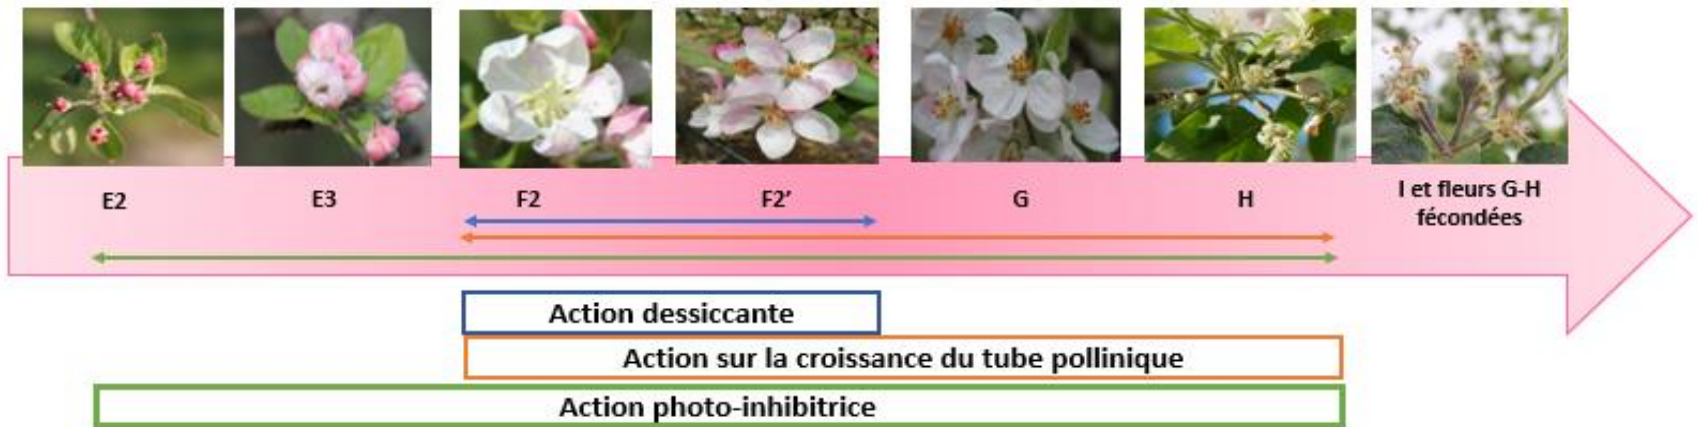 E2
E3
F2
F2’
G
H
I et fleurs G-H
fécondées
Action dessiccante
Action sur la croissance du tube pollinique
Action photo-inhibitrice